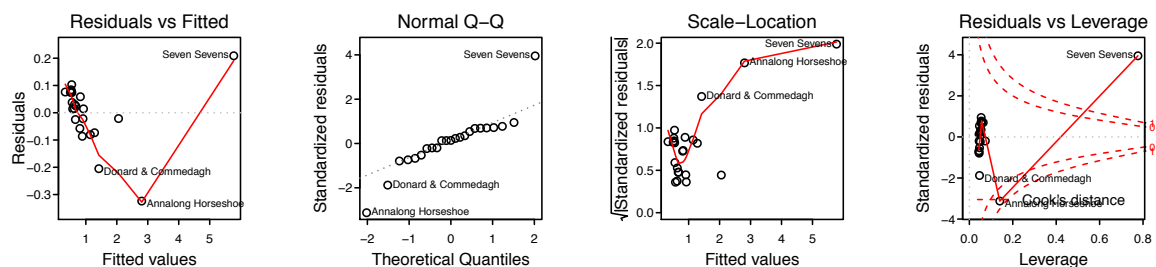 Residuals vs Fitted
Residuals
0.2
0.1
0.0
−0.1
−0.2
−0.3
Seven Sevens
Donard & Commedagh
Annalong Horseshoe
1 2 3 4 5
Fitted values
Normal Q−Q
Standardized residuals
4
2
0
−2
Seven Sevens
Donard & Commedagh
Annalong Horseshoe
−2 −1 0 1 2
Theoretical Quantiles
Scale−Location
√|Standardized residuals|
2.0
1.5
1.0
0.5
0.0
Seven Sevens
Annalong Horseshoe
Donard & Commedagh
1 2 3 4 5
Fitted values
Residuals vs Leverage
Standardized residuals
4
2
0
−2
−4
Seven Sevens
Donard & Commedagh
Annalong Horseshoe
Cook's distance
0.0 0.2 0.4 0.6 0.8
Leverage